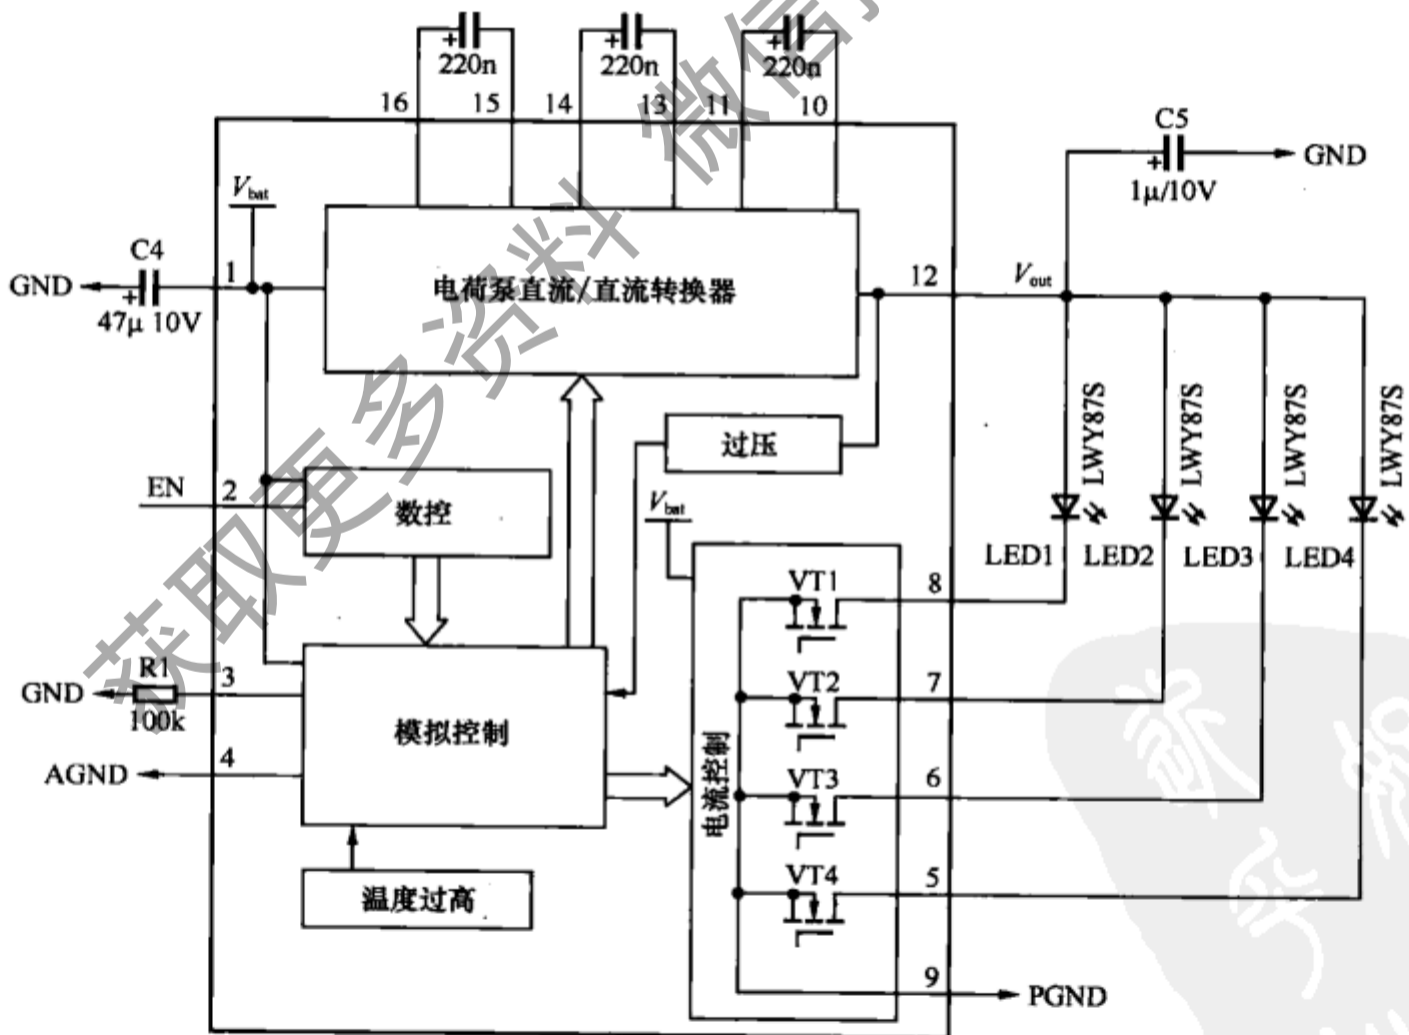 220n
220n
220n
16
15
14
13
11
10
C5
GND
1μ/10V
Vbat
C4
GND
1
47μ 10V
电荷泵直流/直流转换器
12
Vout
过压
LWY87S
LWY87S
LWY87S
LWY87S
EN
2
数控
Vbat
LED1
LED2
LED3
LED4
VT1
8
R1
3
GND
100k
模拟控制
VT2
7
4
AGND
电流控制
VT3
6
温度过高
VT4
5
9
PGND
获取更多资料 微信